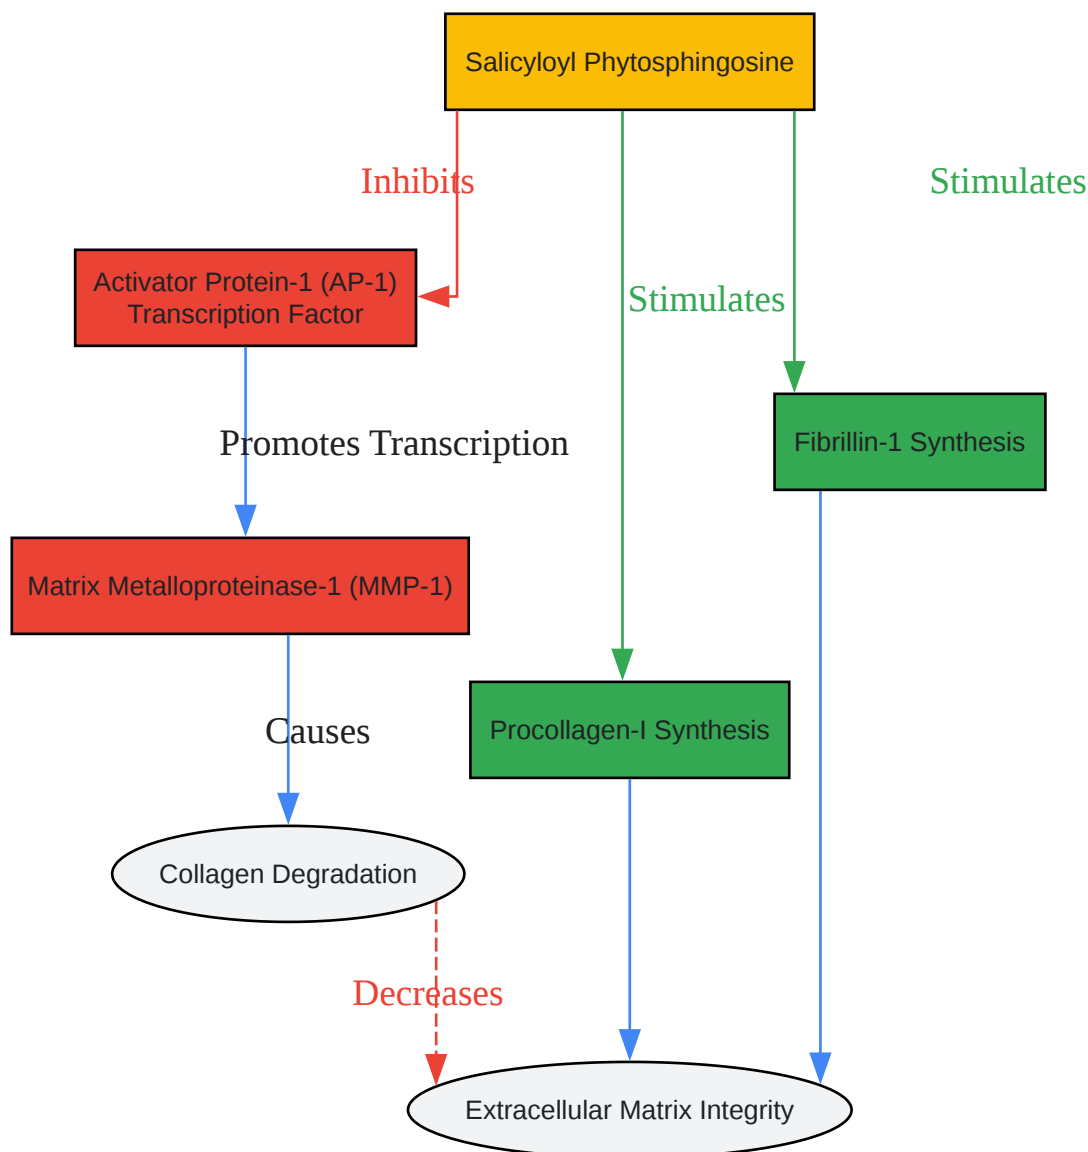 Salicyloyl Phytosphingosine
Inhibits
Stimulates
Activator Protein-1 (AP-1)
Transcription Factor
Stimulates
Promotes Transcription
Fibrillin-1 Synthesis
Matrix Metalloproteinase-1 (MMP-1)
Causes
Procollagen-I Synthesis
Collagen Degradation
Decreases
Extracellular Matrix Integrity